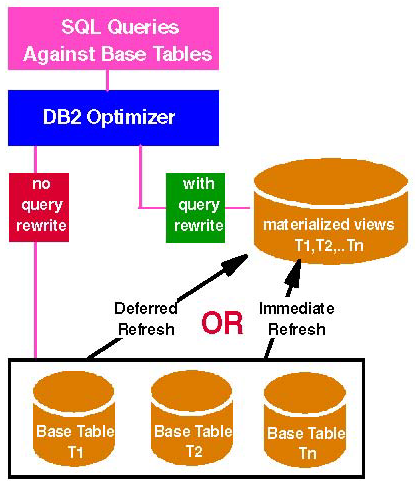 SQL Queries
Against Base Tables
DB2 Optimizer
no
query
rewrite
with
query
rewrite
materialized views
T1,T2,..Tn
Deferred
Refresh
OR
Immediate
Refresh
Base Table
T1
Base Table
T2
Base Table
Tn